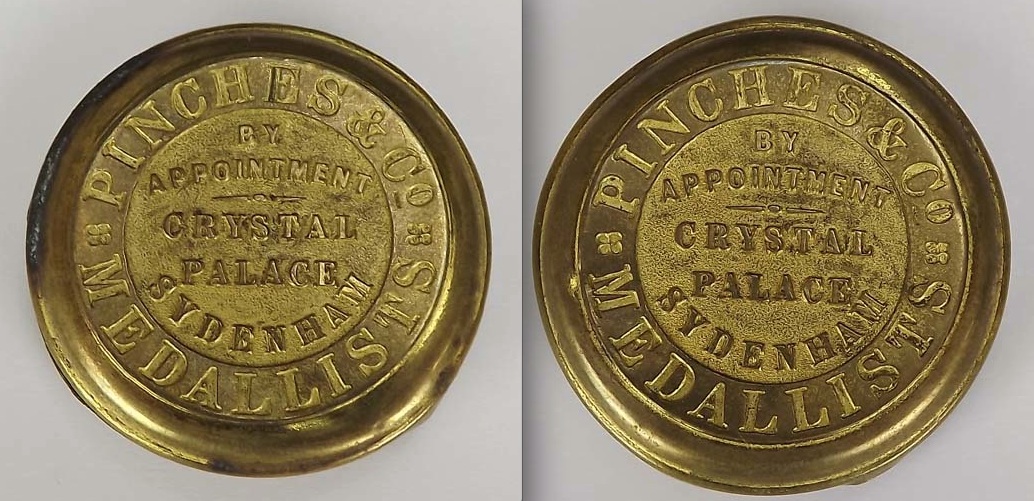 PINCHES & Co
BY
APPOINTMENT
CRYSTAL
PALACE
SYDENHAM
MEDALLISTS
PINCHES & Co
BY
APPOINTMENT
CRYSTAL
PALACE
SYDENHAM
MEDALLISTS